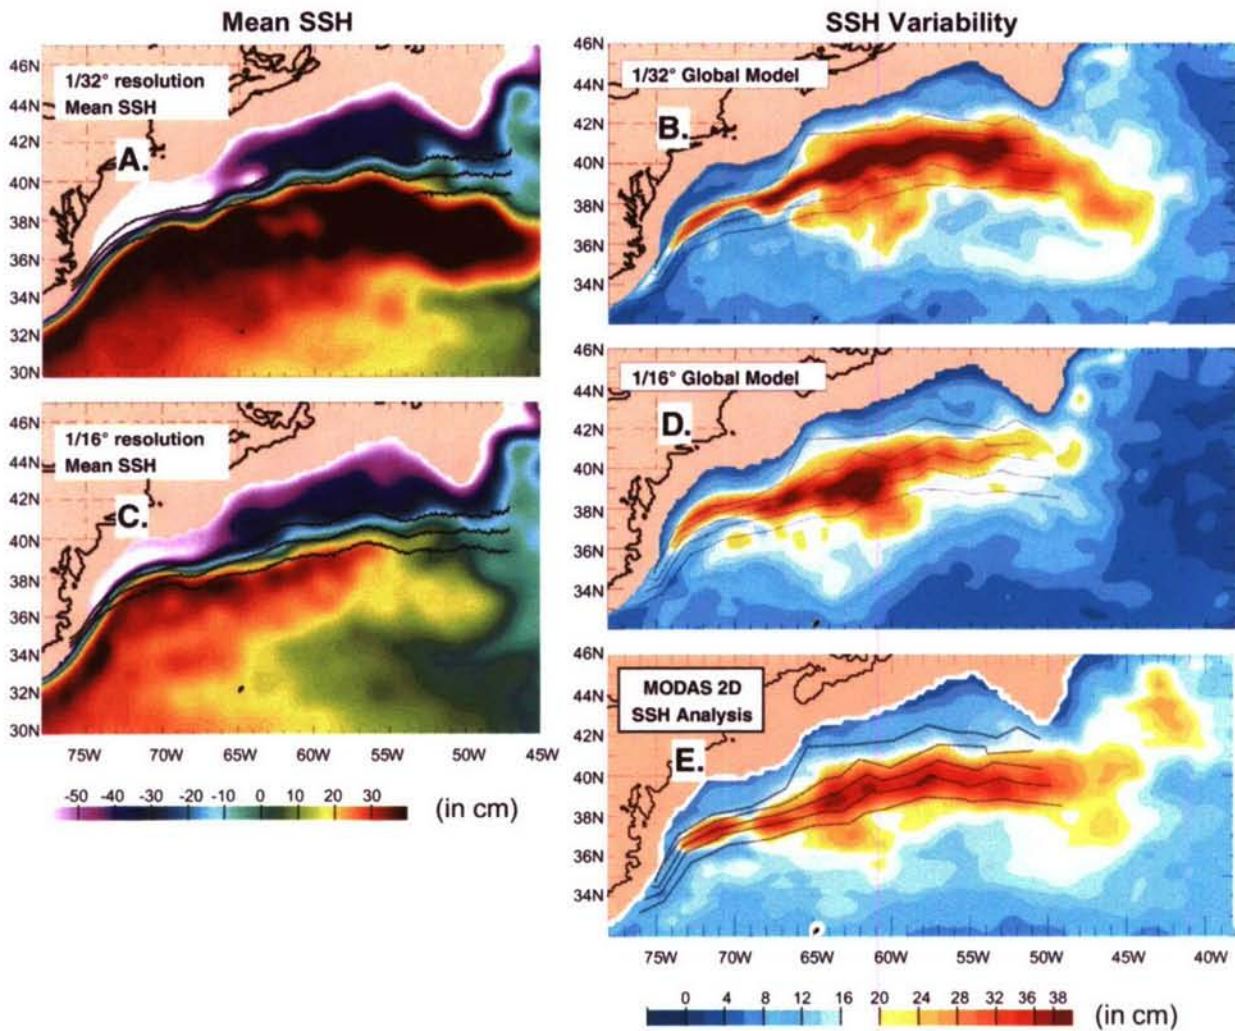 Mean SSH
SSH Variability
46N
44N
42N
40N
38N
36N
34N
32N
30N
1/32° resolution
Mean SSH
A.
46N
44N
42N
40N
38N
36N
34N
1/32° Global Model
B.
46N
44N
42N
40N
38N
36N
34N
32N
30N
1/16° resolution
Mean SSH
C.
75W 70W 65W 60W 55W 50W 45W
-50 -40 -30 -20 -10 0 10 20 30
(in cm)
46N
44N
42N
40N
38N
36N
34N
1/16° Global Model
D.
46N
44N
42N
40N
38N
36N
34N
MODAS 2D
SSH Analysis
E.
75W 70W 65W 60W 55W 50W 45W 40W
0 4 8 12 16 20 24 28 32 36 38
(in cm)